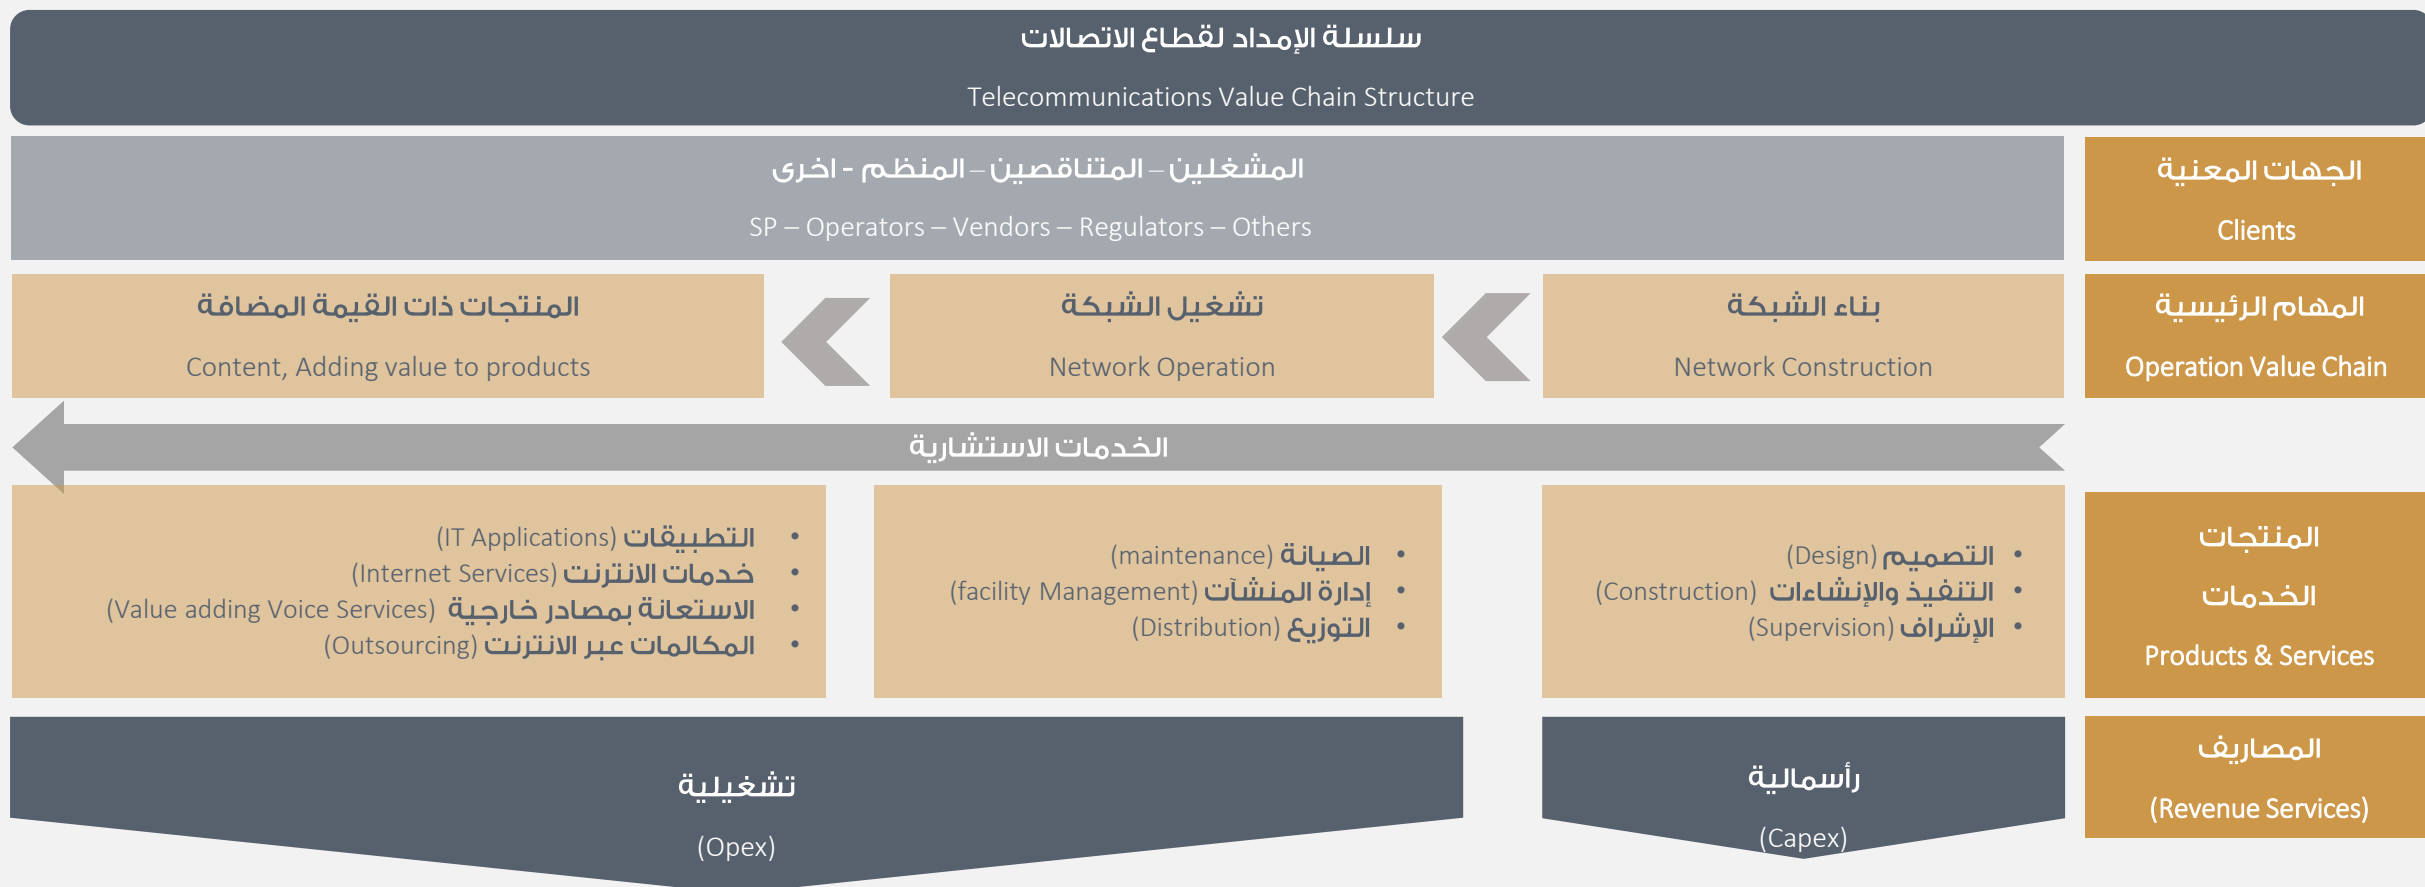 سلسلة الإمداد لقطاع الاتصالات
Telecommunications Value Chain Structure
الجهات المعنية
Clients
المشغلين – المتناقصين – المنظم - اخرى
SP – Operators – Vendors – Regulators – Others
المهام الرئيسية
Operation Value Chain
بناء الشبكة
Network Construction
تشغيل الشبكة
Network Operation
المنتجات ذات القيمة المضافة
Content, Adding value to products
الخدمات الاستشارية
المنتجات
الخدمات
Products & Services
• التصميم (Design)
• التنفيذ والإنشاءات (Construction)
• الإشراف (Supervision)
• الصيانة (maintenance)
• إدارة المنشآت (facility Management)
• التوزيع (Distribution)
• التطبيقات (IT Applications)
• خدمات الانترنت (Internet Services)
• الاستعانة بمصادر خارجية (Value adding Voice Services)
• المكالمات عبر الانترنت (Outsourcing)
المصاريف
(Revenue Services)
رأسمالية
(Capex)
تشغيلية
(Opex)